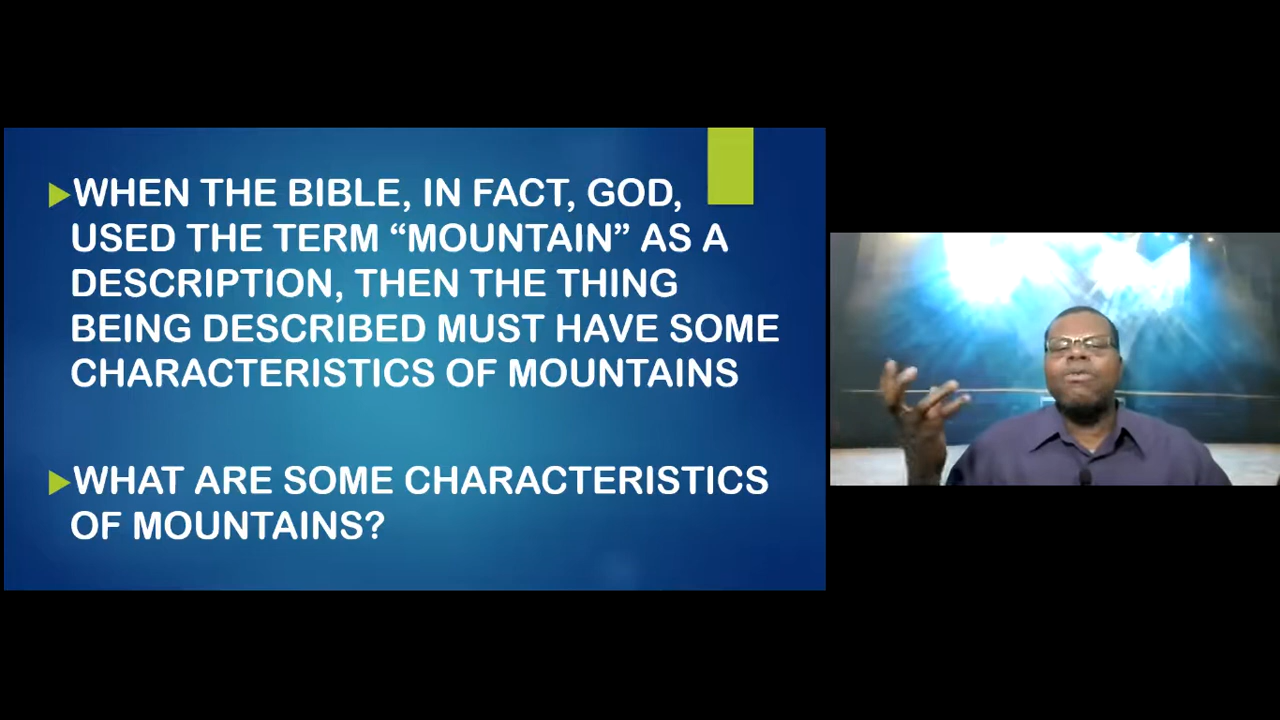 WHEN THE BIBLE, IN FACT, GOD,
USED THE TERM “MOUNTAIN” AS A
DESCRIPTION, THEN THE THING
BEING DESCRIBED MUST HAVE SOME
CHARACTERISTICS OF MOUNTAINS
WHAT ARE SOME CHARACTERISTICS
OF MOUNTAINS?